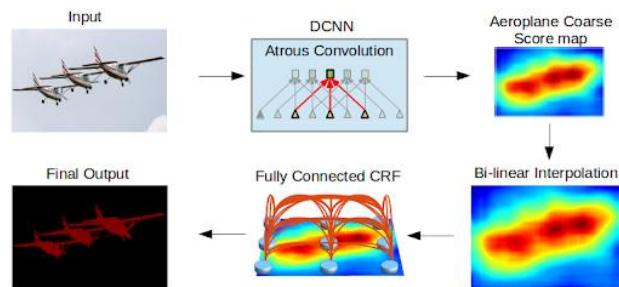 Input
DCNN
Atrous Convolution
Aeroplane Coarse
Score map
Final Output
Fully Connected CRF
Bi-linear Interpolation